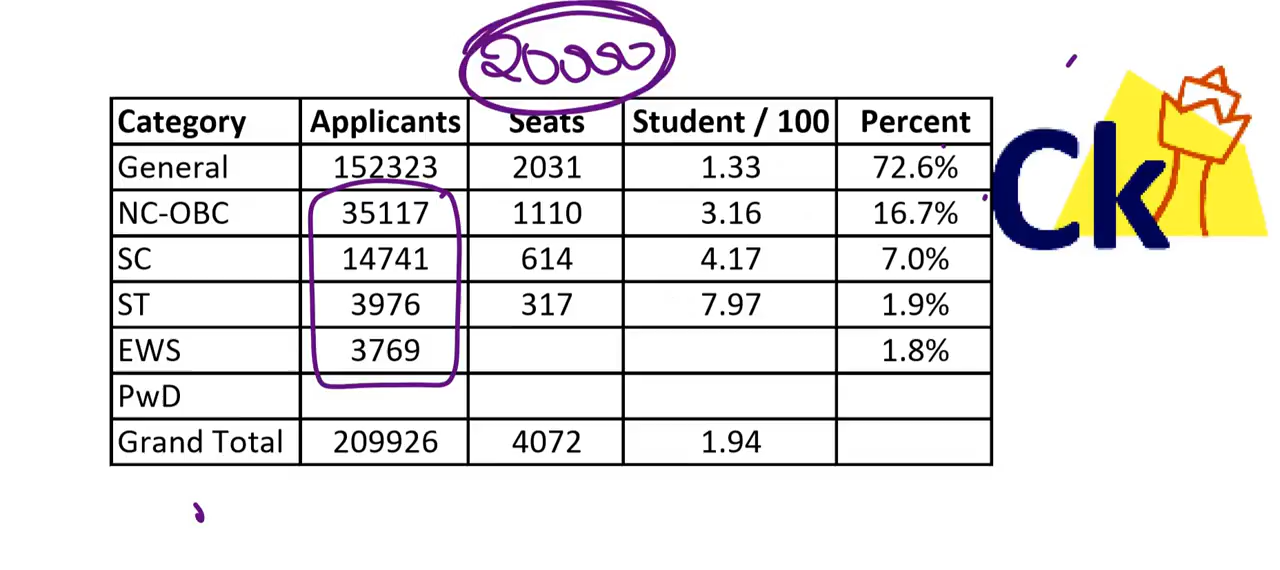 20000
Category Applicants Seats Student / 100 Percent
General 152323 2031 1.33 72.6%
NC-OBC 35117 1110 3.16 16.7%
SC 14741 614 4.17 7.0%
ST 3976 317 7.97 1.9%
EWS 3769 1.8%
PwD
Grand Total 209926 4072 1.94
Ck